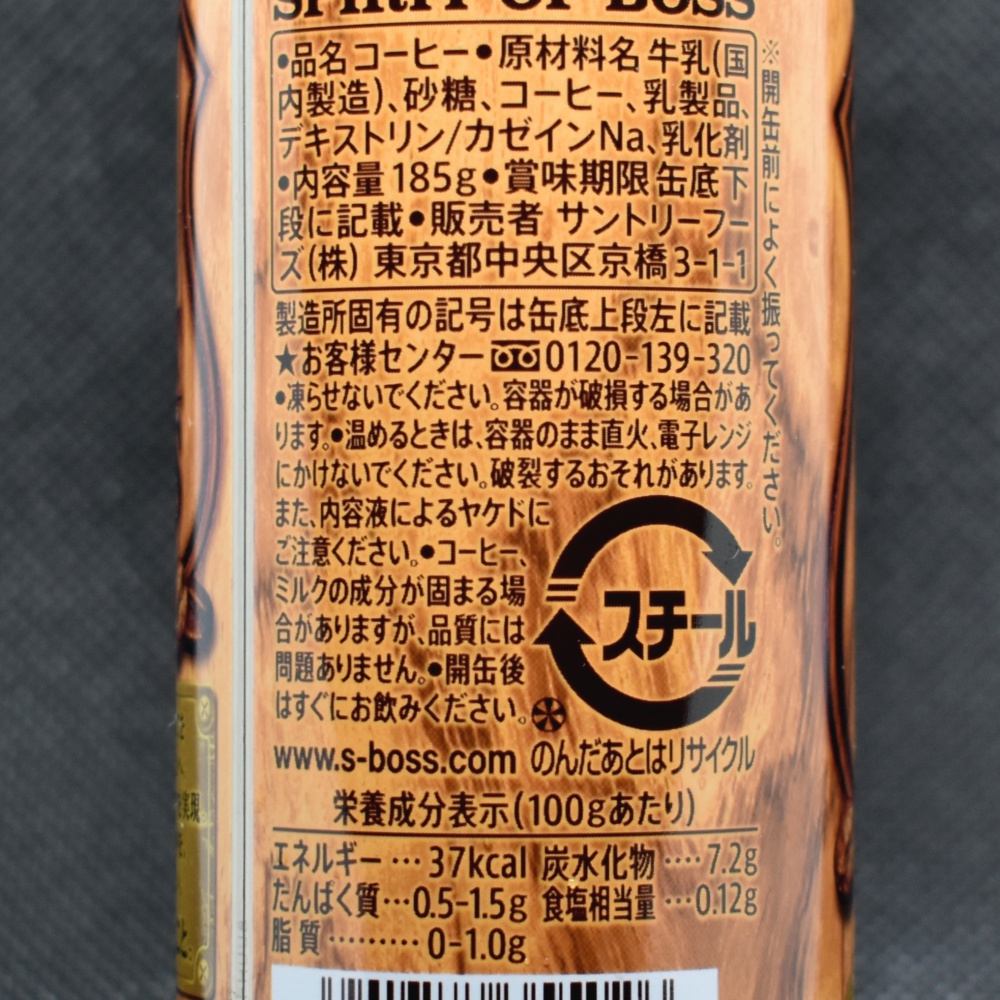 SPIRIT OF BOSS
•品名 コーヒー•原材料名 牛乳(国
内製造)、砂糖、コーヒー、乳製品、
デキストリン/カゼインNa、乳化剤
•内容量 185g•賞味期限 缶底下
段に記載•販売者 サントリーフー
ズ(株) 東京都中央区京橋3-1-1
※開缶前によく振ってください。
製造所固有の記号は缶底上段左に記載
★お客様センター 0120-139-320
•凍らせないでください。容器が破損する場合があ
ります。•温めるときは、容器のまま直火、電子レンジ
にかけないでください。破裂するおそれがあります。
また、内容液によるヤケドに
ご注意ください。•コーヒー、
ミルクの成分が固まる場
合がありますが、品質には
問題ありません。•開缶後
はすぐにお飲みください。
スチール
www.s-boss.com のんだあとはリサイクル
栄養成分表示(100gあたり)
エネルギー…37kcal 炭水化物….7.2g
たんぱく質…0.5-1.5g 食塩相当量…0.12g
脂質………0-1.0g
実現